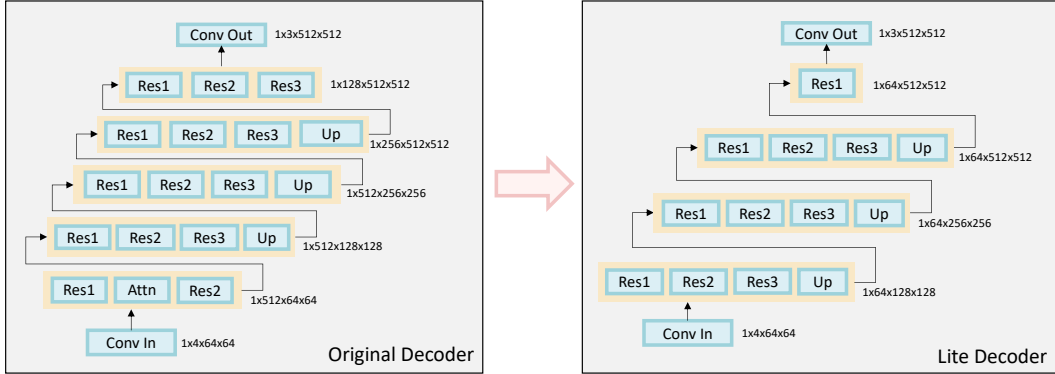 Conv Out 1x3x512x512
Res1 Res2 Res3 1x128x512x512
Res1 Res2 Res3 Up 1x256x512x512
Res1 Res2 Res3 Up 1x512x256x256
Res1 Res2 Res3 Up 1x512x128x128
Res1 Attn Res2 1x512x64x64
Conv In 1x4x64x64
Original Decoder
Conv Out 1x3x512x512
Res1 1x64x512x512
Res1 Res2 Res3 Up 1x64x512x512
Res1 Res2 Res3 Up 1x64x256x256
Res1 Res2 Res3 Up 1x64x128x128
Conv In 1x4x64x64
Lite Decoder